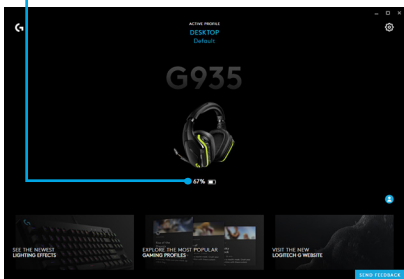 ACTIVE PROFILE
DESKTOP
Default
G935
67%
SEE THE NEWEST
LIGHTING EFFECTS
EXPLORE THE MOST POPULAR
GAMING PROFILES
VISIT THE NEW
LOGITECH G WEBSITE
SEND FEEDBACK